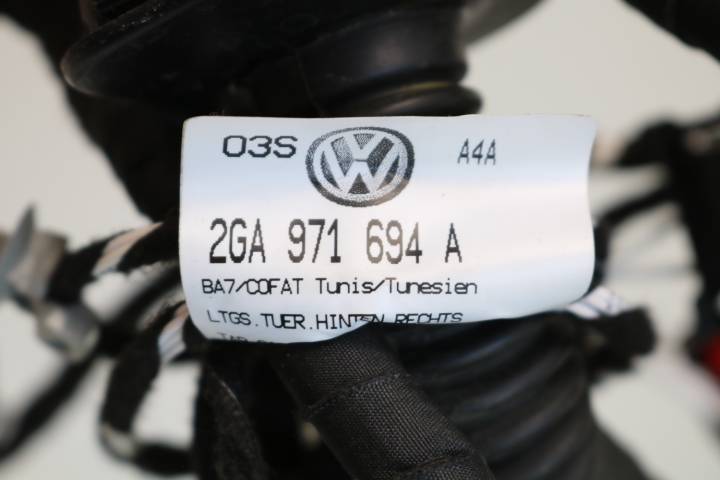 03S A4A
2GA 971 694 A
BA7/COFAT Tunis/Tunesien
LTGS.TUER.HINTEN RECHTS